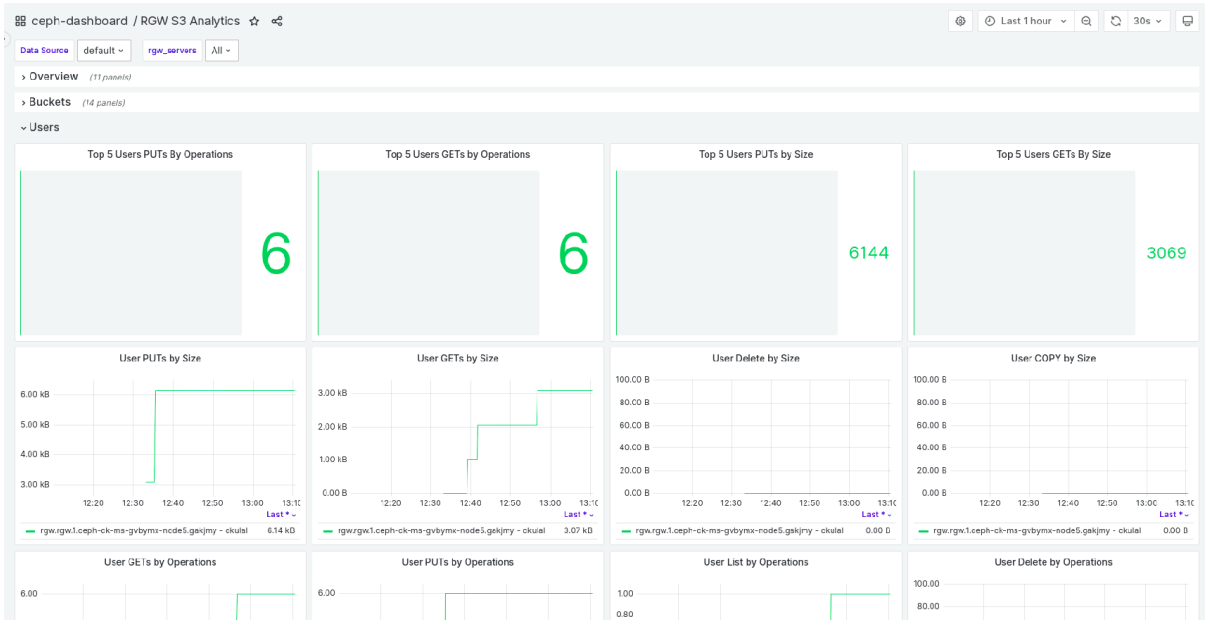 ceph-dashboard / RGW S3 Analytics
Last 1 hour
30s
Data Source default rgw_servers All
Overview (11 panels)
Buckets (14 panels)
Users
Top 5 Users PUTs By Operations
6
Top 5 Users GETs by Operations
6
Top 5 Users PUTs by Size
6144
Top 5 Users GETs By Size
3069
User PUTs by Size
6.00 kB
5.00 kB
4.00 kB
3.00 kB
12:20 12:30 12:40 12:50 13:00 13:10
Last *
rgw.rgw.1.ceph-ck-ms-gvbymx-node5.gskjmy - ckulal 6.14 kB
User GETs by Size
3.00 kB
2.00 kB
1.00 kB
0.00 B
12:20 12:30 12:40 12:50 13:00 13:10
Last *
rgw.rgw.1.ceph-ck-ms-gvbymx-node5.gskjmy - ckulal 3.07 kB
User Delete by Size
100.00 B
80.00 B
60.00 B
40.00 B
20.00 B
0.00 B
12:20 12:30 12:40 12:50 13:00 13:10
Last *
rgw.rgw.1.ceph-ck-ms-gvbymx-node5.gskjmy - ckulal 0.00 B
User COPY by Size
100.00 B
80.00 B
60.00 B
40.00 B
20.00 B
0.00 B
12:20 12:30 12:40 12:50 13:00 13:10
Last *
rgw.rgw.1.ceph-ck-ms-gvbymx-node5.gskjmy - ckulal 0.00 B
User GETs by Operations
6.00
User PUTs by Operations
6.00
User List by Operations
1.00
0.80
User Delete by Operations
100.00
80.00